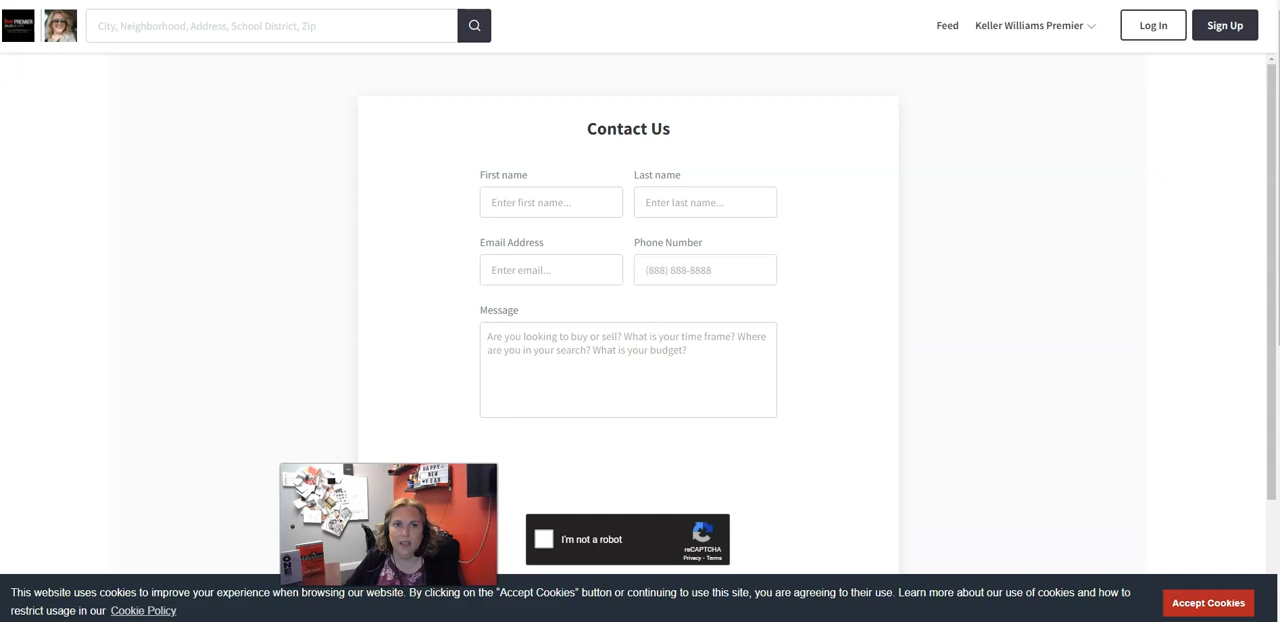 PREMIER
City, Neighborhood, Address, School District, Zip
Feed
Keller Williams Premier
Log In
Sign Up
Contact Us
First name
Last name
Enter first name...
Enter last name...
Email Address
Phone Number
Enter email...
(888) 888-8888
Message
Are you looking to buy or sell? What is your time frame? Where
are you in your search? What is your budget?
HAPPY
NEW
YEAR
I'm not a robot
reCAPTCHA
Privacy - Terms
This website uses cookies to improve your experience when browsing our website. By clicking on the "Accept Cookies" button or continuing to use this site, you are agreeing to their use. Learn more about our use of cookies and how to
restrict usage in our Cookie Policy
Accept Cookies